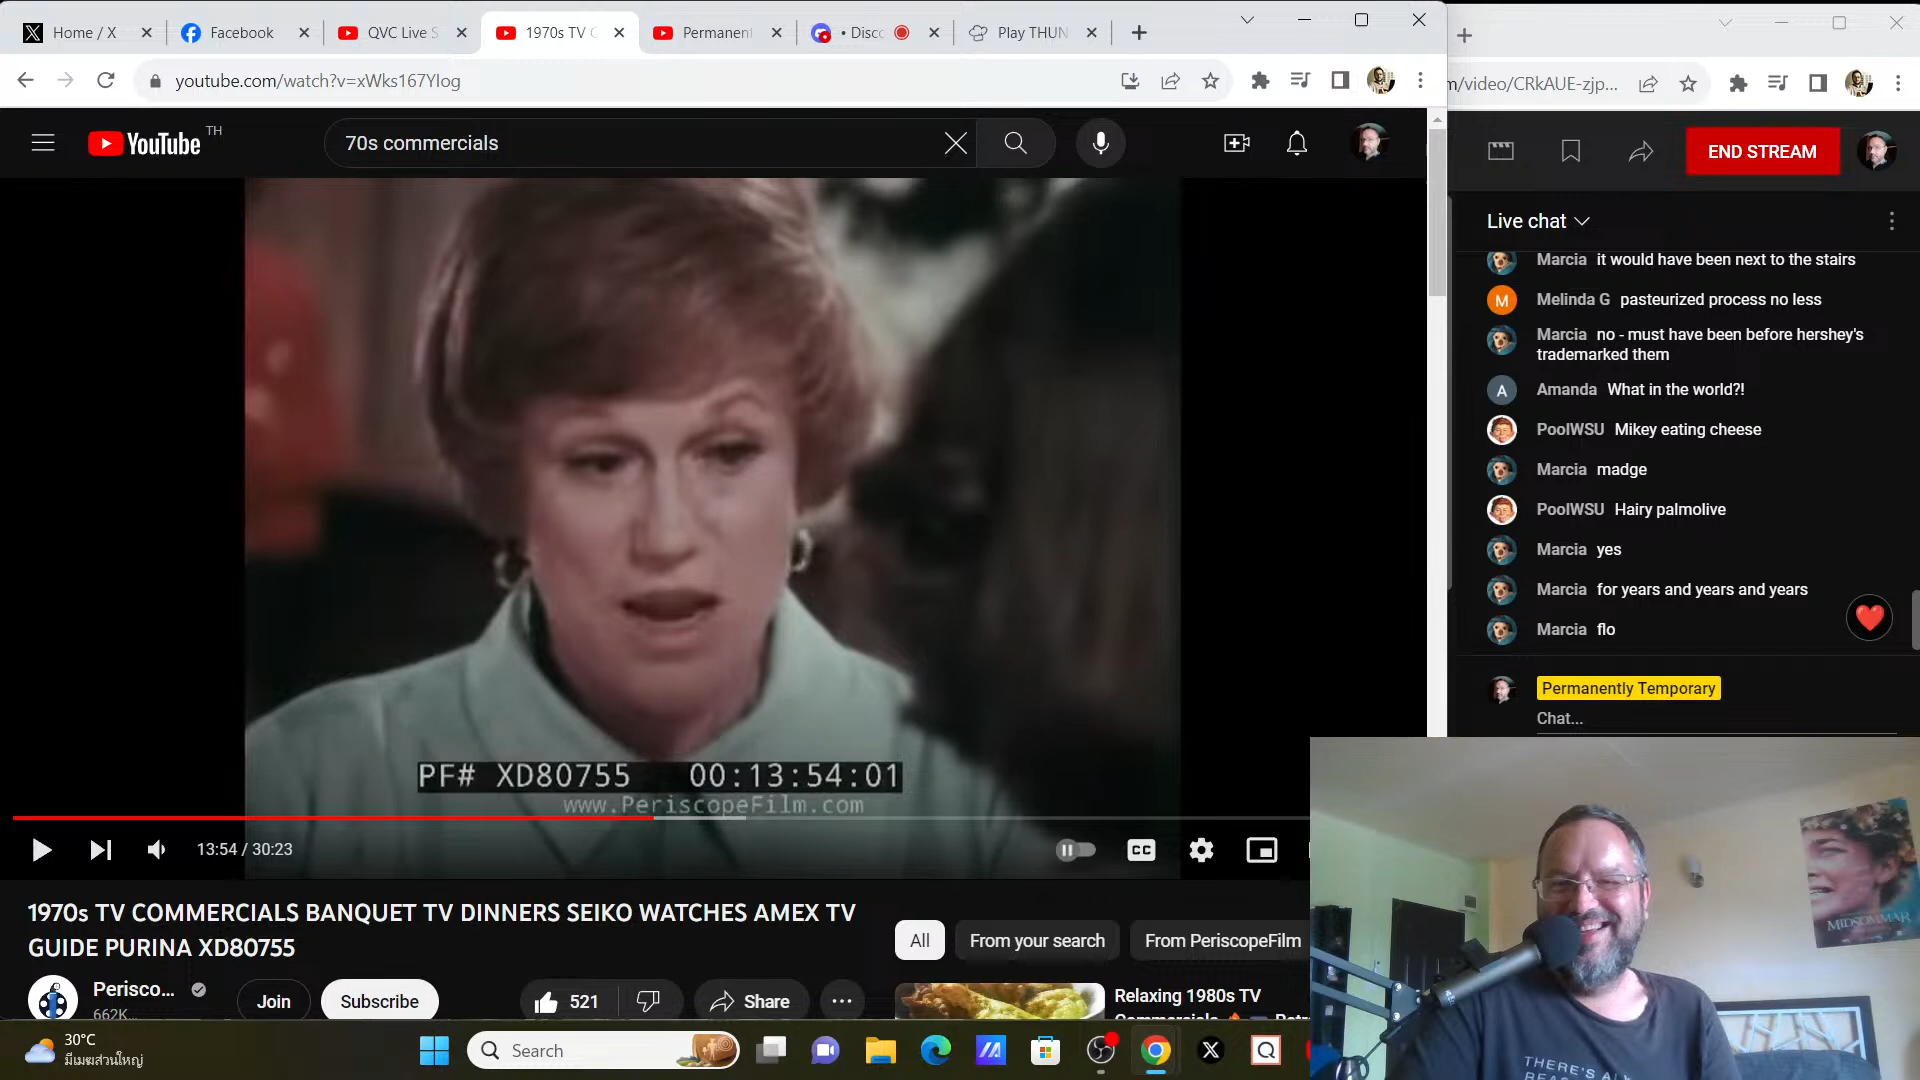 Home / X
Facebook
QVC Live S
1970s TV C
Permanen
• Disco
Play THUN
youtube.com/watch?v=xWks167YIog
m/video/CRkAUE-zjp...
YouTube TH
70s commercials
END STREAM
Live chat
Marcia it would have been next to the stairs
M
Melinda G pasteurized process no less
Marcia no - must have been before hershey's
trademarked them
A
Amanda What in the world?!
PoolWSU Mikey eating cheese
Marcia madge
PoolWSU Hairy palmolive
Marcia yes
Marcia for years and years and years
Marcia flo
Permanently Temporary
Chat...
PF# XD80755 00:13:54:01
www.PeriscopeFilm.com
13:54 / 30:23
CC
1970s TV COMMERCIALS BANQUET TV DINNERS SEIKO WATCHES AMEX TV
GUIDE PURINA XD80755
All
From your search
From PeriscopeFilm
Perisco...
662K...
Join
Subscribe
521
Share
Relaxing 1980s TV
MIDSOMMAR
THERE'S AL
30°C
มีเมฆส่วนใหญ่
Search